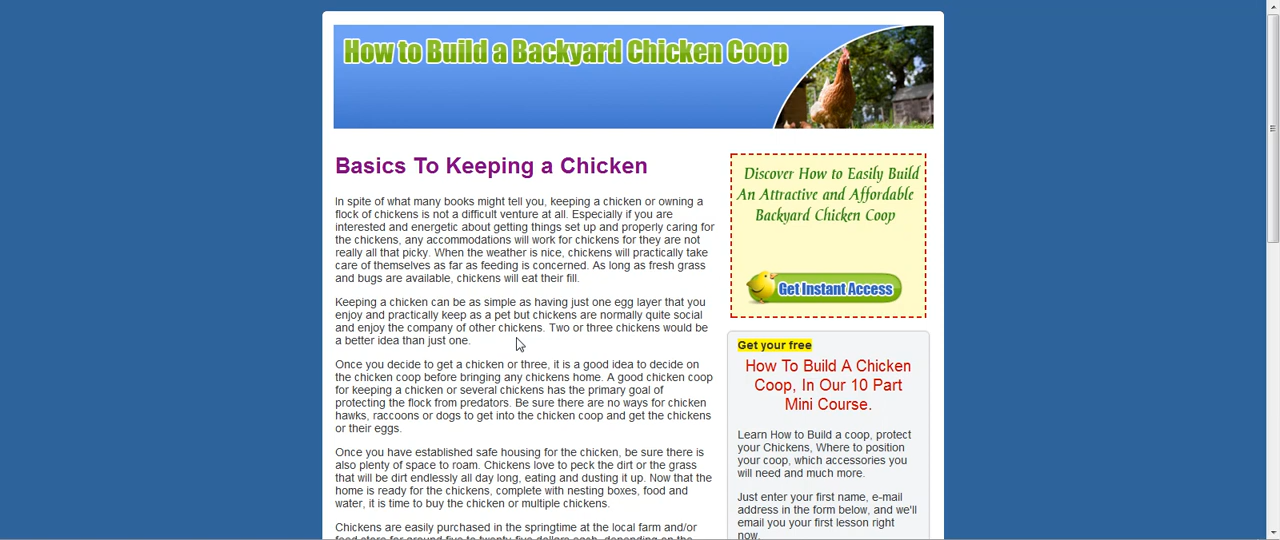 How to Build a Backyard Chicken Coop
Basics To Keeping a Chicken
In spite of what many books might tell you, keeping a chicken or owning a
flock of chickens is not a difficult venture at all. Especially if you are
interested and energetic about getting things set up and properly caring for
the chickens, any accommodations will work for chickens for they are not
really all that picky. When the weather is nice, chickens will practically take
care of themselves as far as feeding is concerned. As long as fresh grass
and bugs are available, chickens will eat their fill.
Keeping a chicken can be as simple as having just one egg layer that you
enjoy and practically keep as a pet but chickens are normally quite social
and enjoy the company of other chickens. Two or three chickens would be
a better idea than just one.
Once you decide to get a chicken or three, it is a good idea to decide on
the chicken coop before bringing any chickens home. A good chicken coop
for keeping a chicken or several chickens has the primary goal of
protecting the flock from predators. Be sure there are no ways for chicken
hawks, raccoons or dogs to get into the chicken coop and get the chickens
or their eggs.
Once you have established safe housing for the chicken, be sure there is
also plenty of space to roam. Chickens love to peck the dirt or the grass
that will be dirt endlessly all day long, eating and dusting it up. Now that the
home is ready for the chickens, complete with nesting boxes, food and
water, it is time to buy the chicken or multiple chickens.
Chickens are easily purchased in the springtime at the local farm and/or
feed store for around five to twenty-five dollars each, depending on the
Discover How to Easily Build
An Attractive and Affordable
Backyard Chicken Coop
Get Instant Access
Get your free
How To Build A Chicken
Coop, In Our 10 Part
Mini Course.
Learn How to Build a coop, protect
your Chickens, Where to position
your coop, which accessories you
will need and much more.
Just enter your first name, e-mail
address in the form below, and we'll
email you your first lesson right
now.